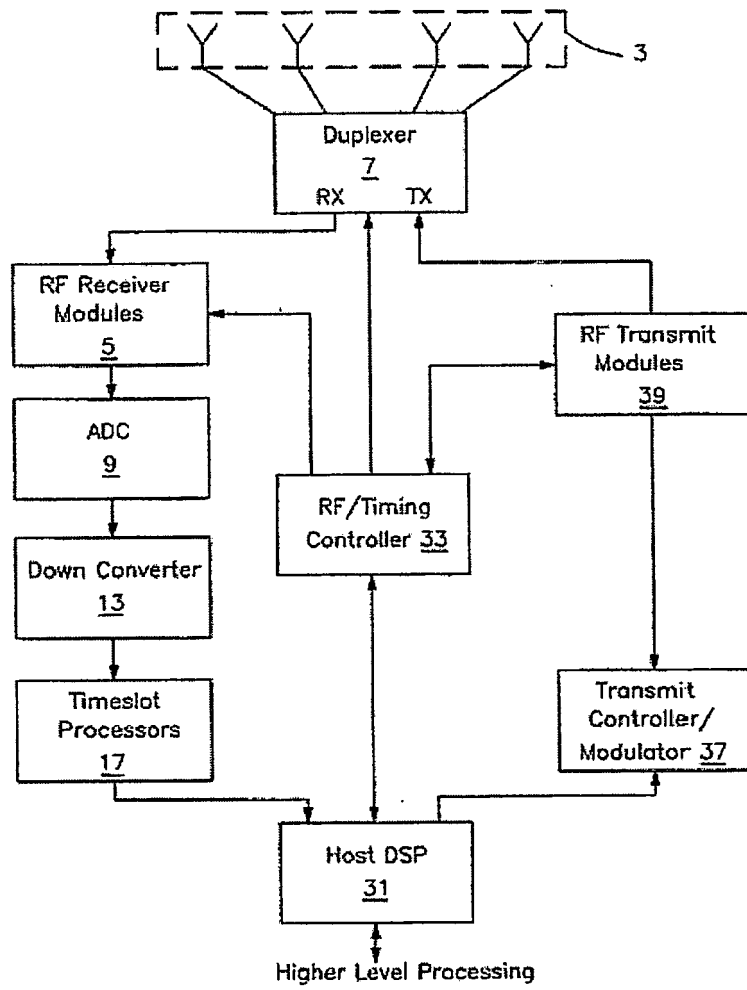 3
Duplexer
7
RX TX
RF Receiver
Modules
5
RF Transmit
Modules
39
ADC
9
RF/Timing
Controller 33
Down Converter
13
Timeslot
Processors
17
Transmit
Controller/
Modulator 37
Host DSP
31
Higher Level Processing